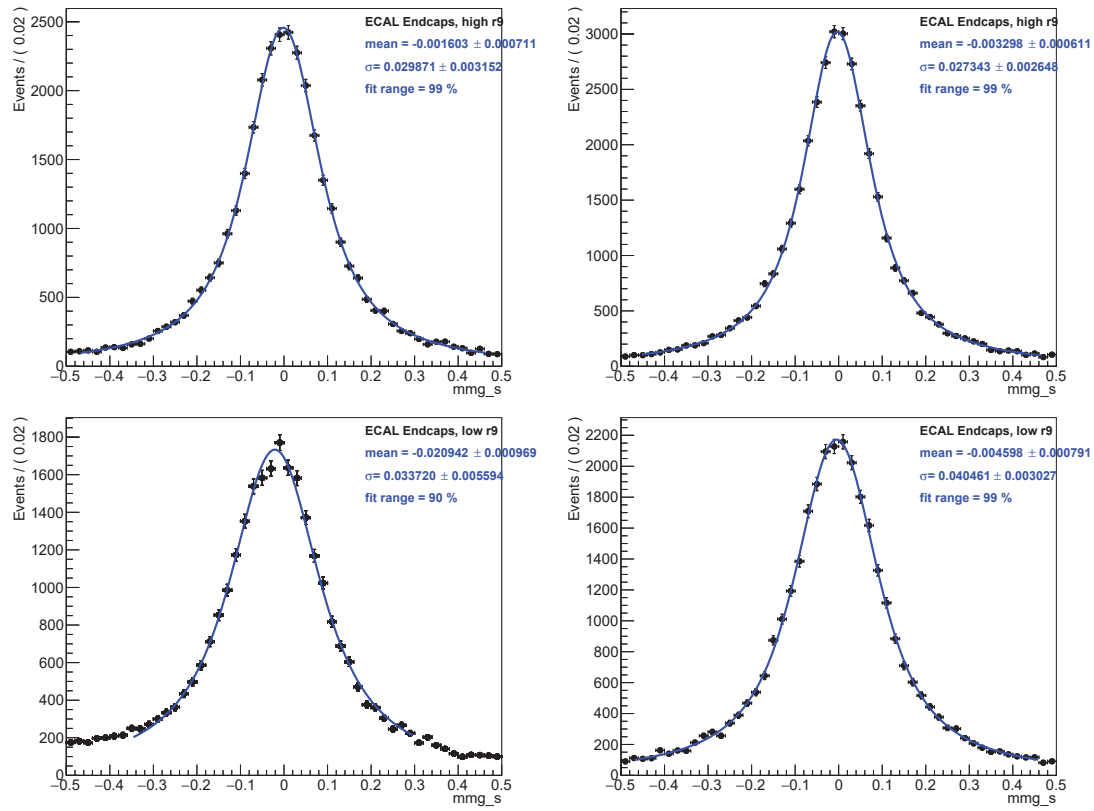 ECAL Endcaps, high r9
mean = -0.001603 ± 0.000711
σ= 0.029871 ± 0.003152
fit range = 99 %
Events / ( 0.02 )
2500
2000
1500
1000
500
0
−0.5 −0.4 −0.3 −0.2 −0.1 0 0.1 0.2 0.3 0.4 0.5
mmg_s
ECAL Endcaps, high r9
mean = -0.003298 ± 0.000611
σ= 0.027343 ± 0.002648
fit range = 99 %
Events / ( 0.02 )
3000
2500
2000
1500
1000
500
0
−0.5 −0.4 −0.3 −0.2 −0.1 0 0.1 0.2 0.3 0.4 0.5
mmg_s
ECAL Endcaps, low r9
mean = -0.020942 ± 0.000969
σ= 0.033720 ± 0.005594
fit range = 90 %
Events / ( 0.02 )
1800
1600
1400
1200
1000
800
600
400
200
0
−0.5 −0.4 −0.3 −0.2 −0.1 0 0.1 0.2 0.3 0.4 0.5
mmg_s
ECAL Endcaps, low r9
mean = -0.004598 ± 0.000791
σ= 0.040461 ± 0.003027
fit range = 99 %
Events / ( 0.02 )
2200
2000
1800
1600
1400
1200
1000
800
600
400
200
0
−0.5 −0.4 −0.3 −0.2 −0.1 0 0.1 0.2 0.3 0.4 0.5
mmg_s